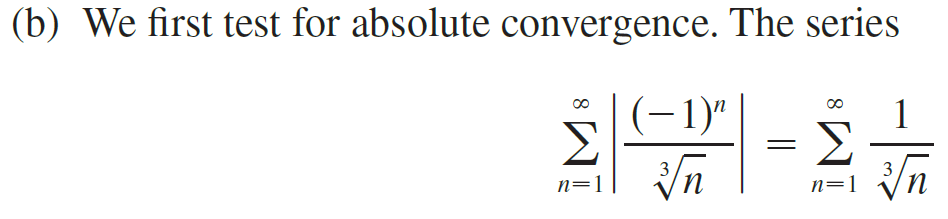 (b) We first test for absolute convergence. The series
∑_{n=1}^{∞} |(−1)ⁿ / ∛n| = ∑_{n=1}^{∞} 1 / ∛n